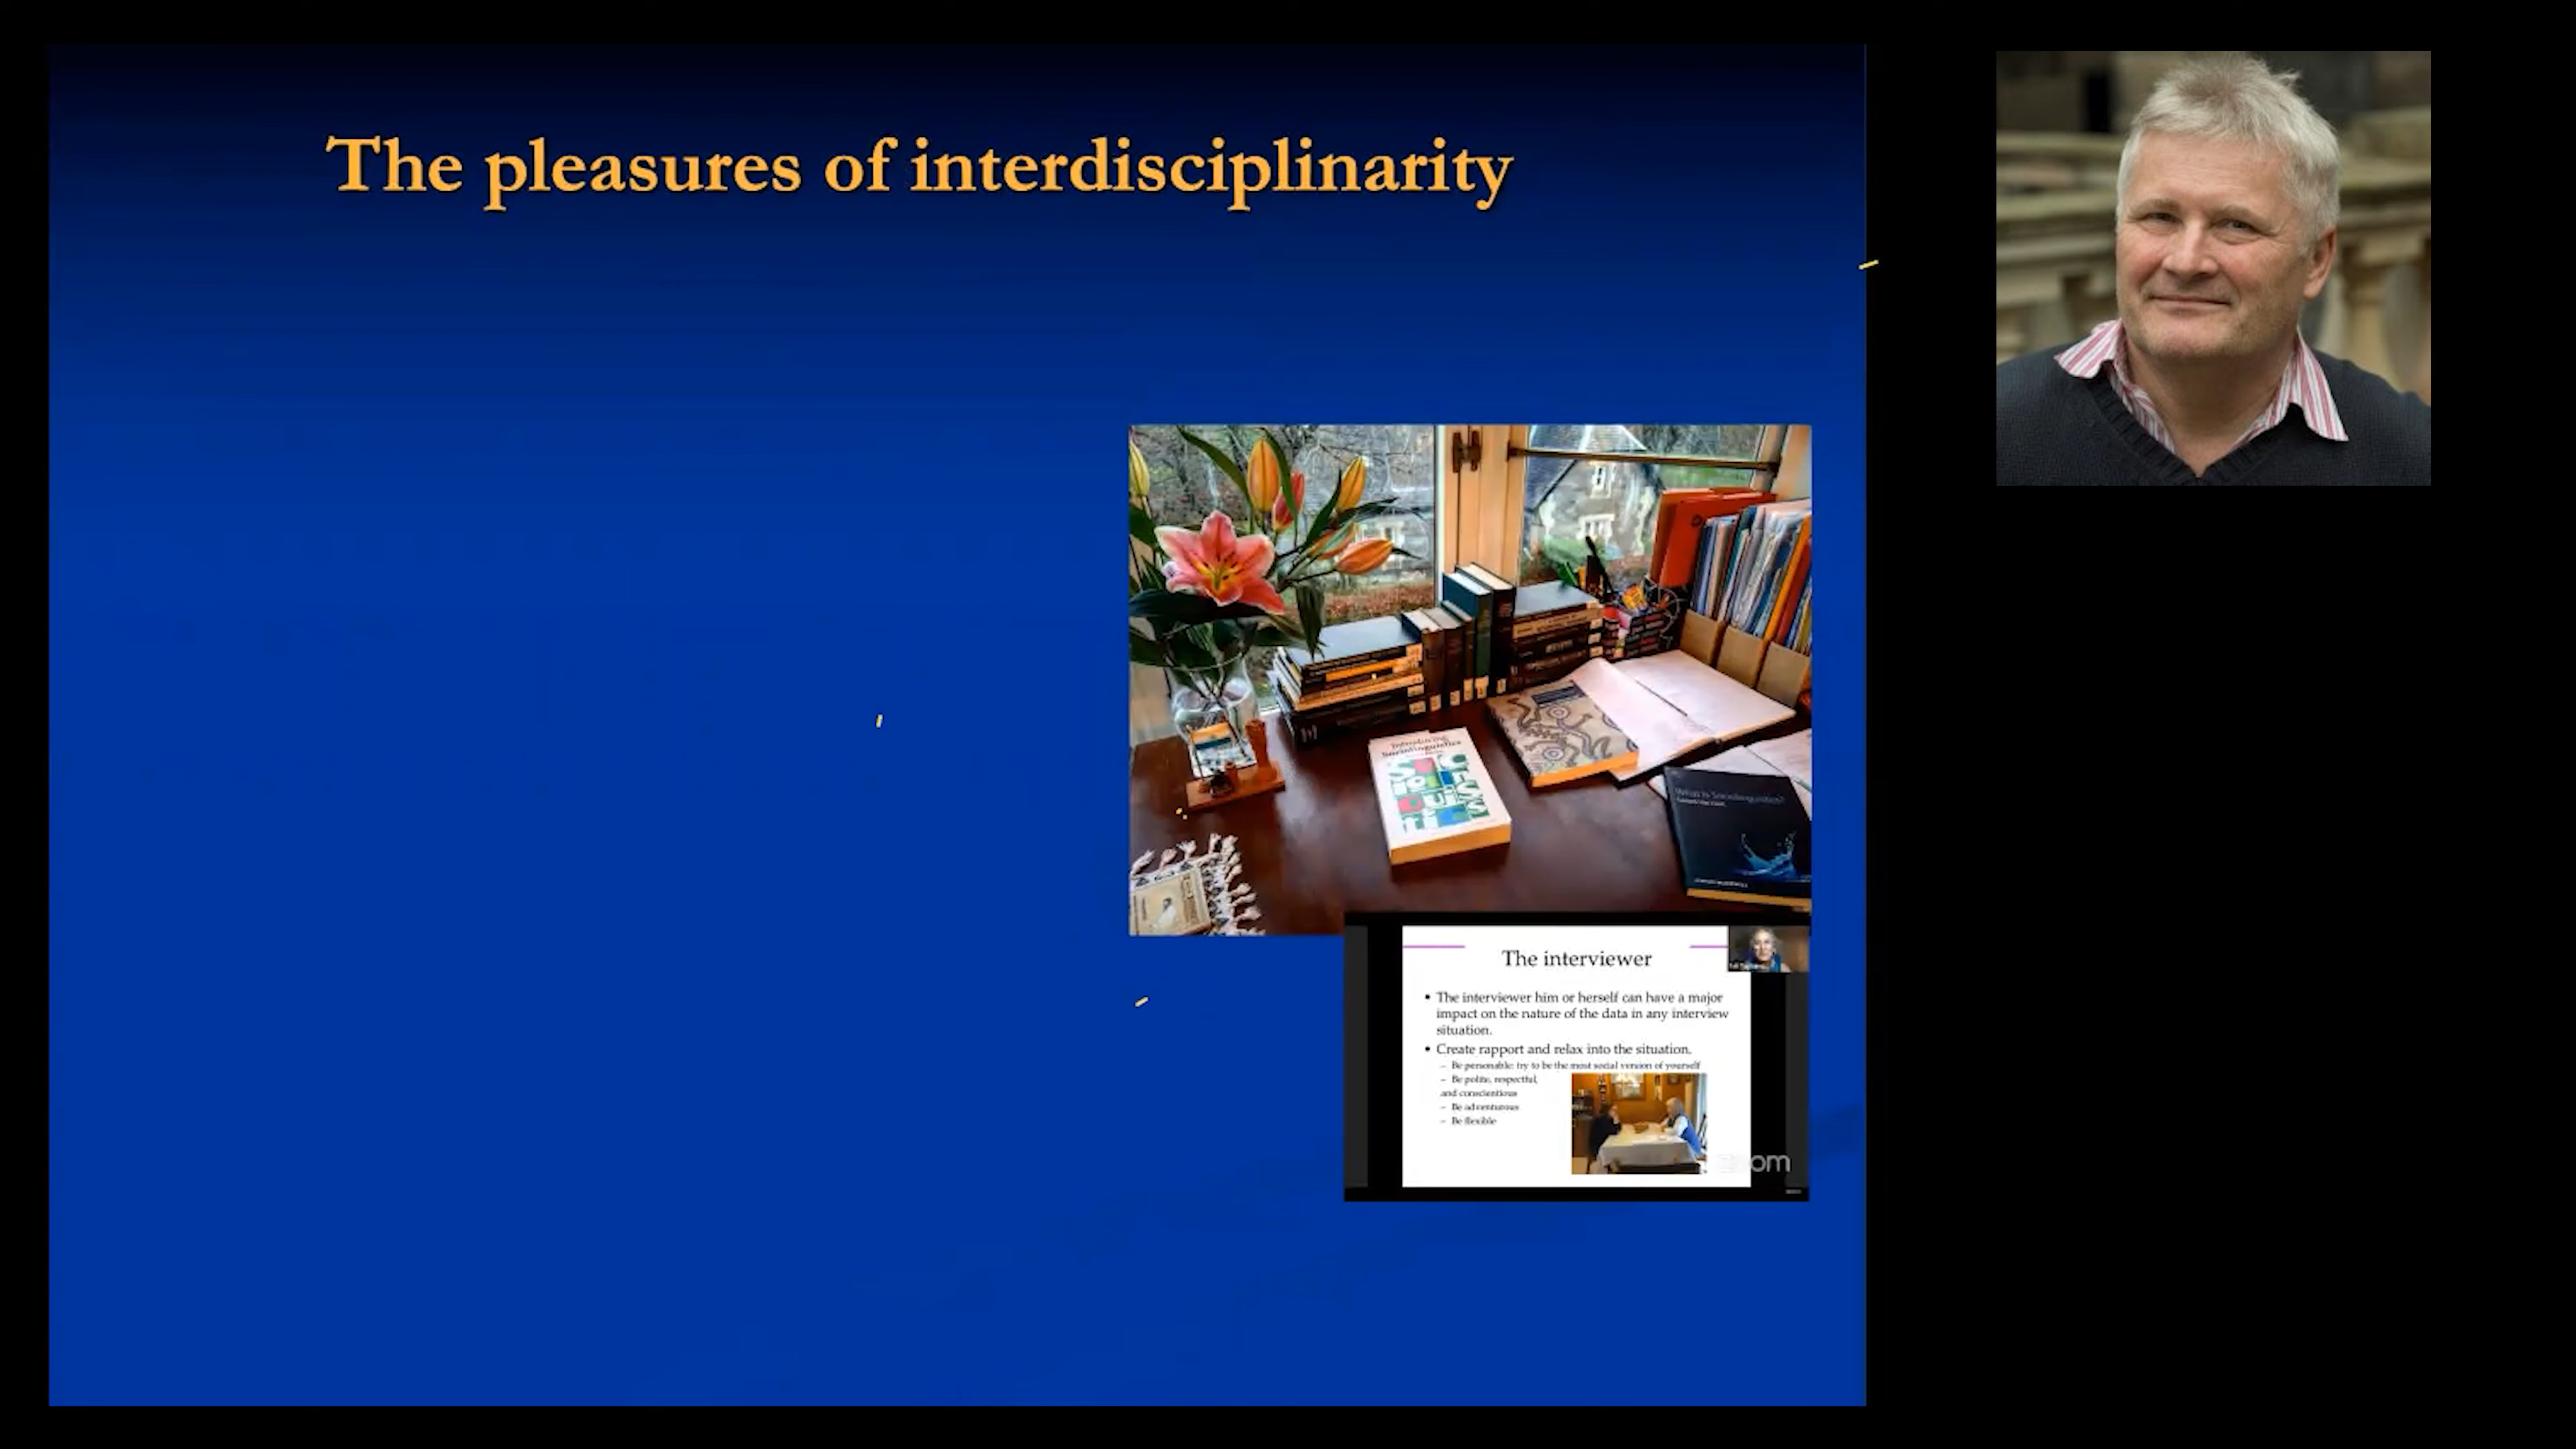 The pleasures of interdisciplinarity
Introducing
Sociolinguistics
What is Sociolinguistics?
The interviewer
• The interviewer him or herself can have a major
impact on the nature of the data in any interview
situation.
• Create rapport and relax into the situation.
– Be personable: try to be the most social version of yourself
– Be polite, respectful,
and conscientious
– Be adventurous
– Be flexible
zoom